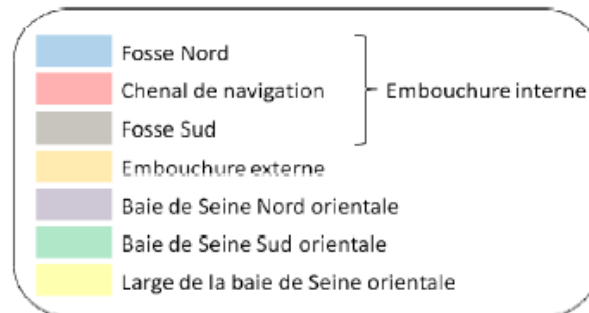 Fosse Nord
Chenal de navigation
Embouchure interne
Fosse Sud
Embouchure externe
Baie de Seine Nord orientale
Baie de Seine Sud orientale
Large de la baie de Seine orientale